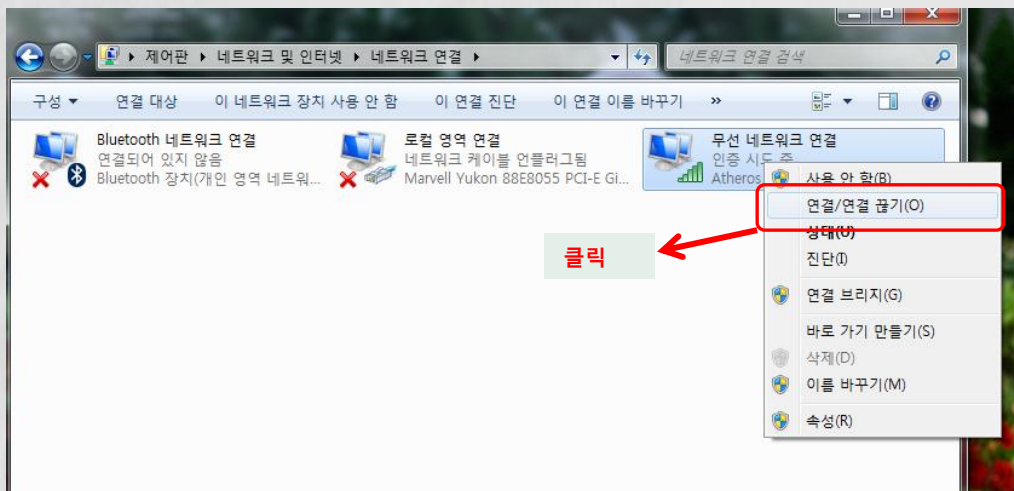 제어판 ▸ 네트워크 및 인터넷 ▸ 네트워크 연결 ▸
네트워크 연결 검색
구성 연결 대상 이 네트워크 장치 사용 안 함 이 연결 진단 이 연결 이름 바꾸기 »
Bluetooth 네트워크 연결
연결되어 있지 않음
Bluetooth 장치(개인 영역 네트워...
로컬 영역 연결
네트워크 케이블 언플러그됨
Marvell Yukon 88E8055 PCI-E Gi...
무선 네트워크 연결
인증 시도 중
Atheros
사용 안 함(B)
연결/연결 끊기(O)
상태(U)
진단(I)
연결 브리지(G)
바로 가기 만들기(S)
삭제(D)
이름 바꾸기(M)
속성(R)
클릭